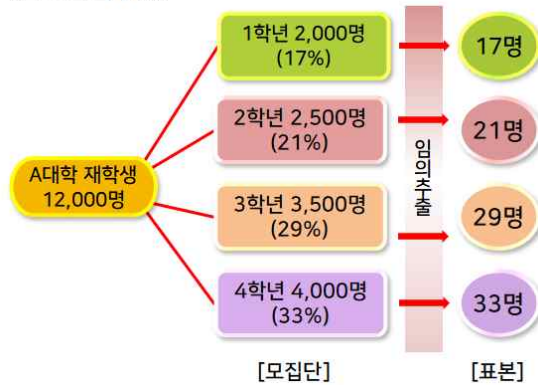 A대학 재학생
12,000명
1학년 2,000명
(17%)
2학년 2,500명
(21%)
3학년 3,500명
(29%)
4학년 4,000명
(33%)
임의추출
17명
21명
29명
33명
[모집단]
[표본]